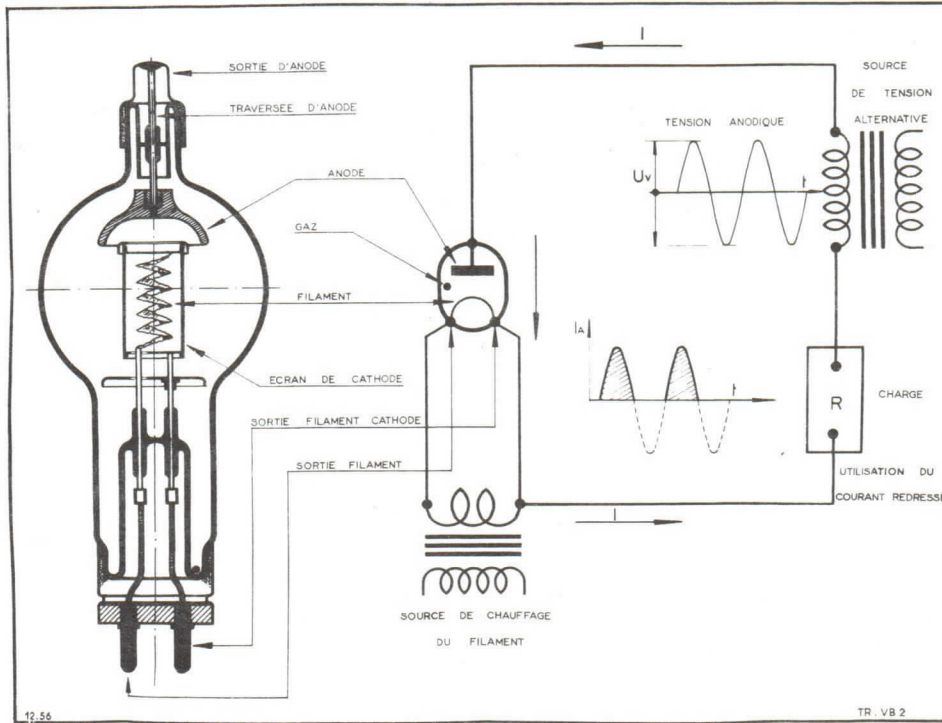 SORTIE D'ANODE
TRAVERSÉE D'ANODE
ANODE
GAZ
FILAMENT
ECRAN DE CATHODE
SORTIE FILAMENT CATHODE
SORTIE FILAMENT
I
SOURCE
DE TENSION
ALTERNATIVE
TENSION ANODIQUE
Uv
t
IA
t
R
CHARGE
UTILISATION DU
COURANT REDRESSE
I
SOURCE DE CHAUFFAGE
DU FILAMENT
12.56
TR. VB 2